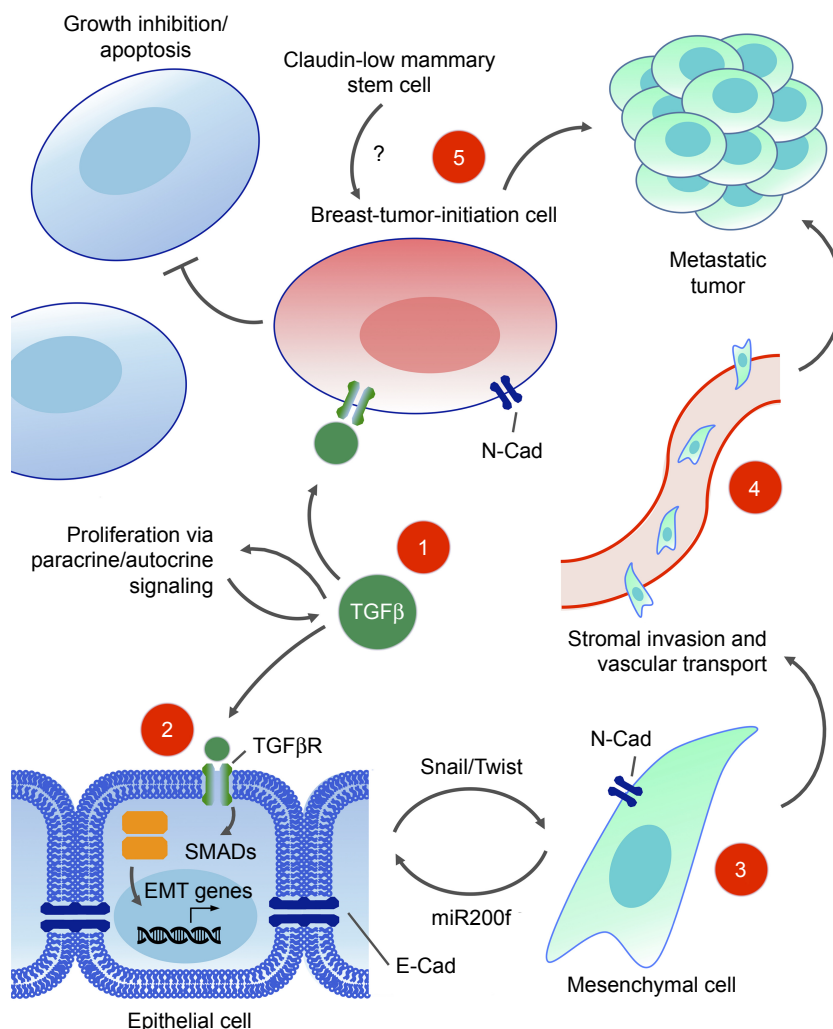 Growth inhibition/
apoptosis
Claudin-low mammary
stem cell
?
5
Breast-tumor-initiation cell
Metastatic
tumor
N-Cad
4
Proliferation via
paracrine/autocrine
signaling
1
TGFβ
Stromal invasion and
vascular transport
2
TGFβR
N-Cad
Snail/Twist
SMADs
3
EMT genes
miR200f
E-Cad
Mesenchymal cell
Epithelial cell